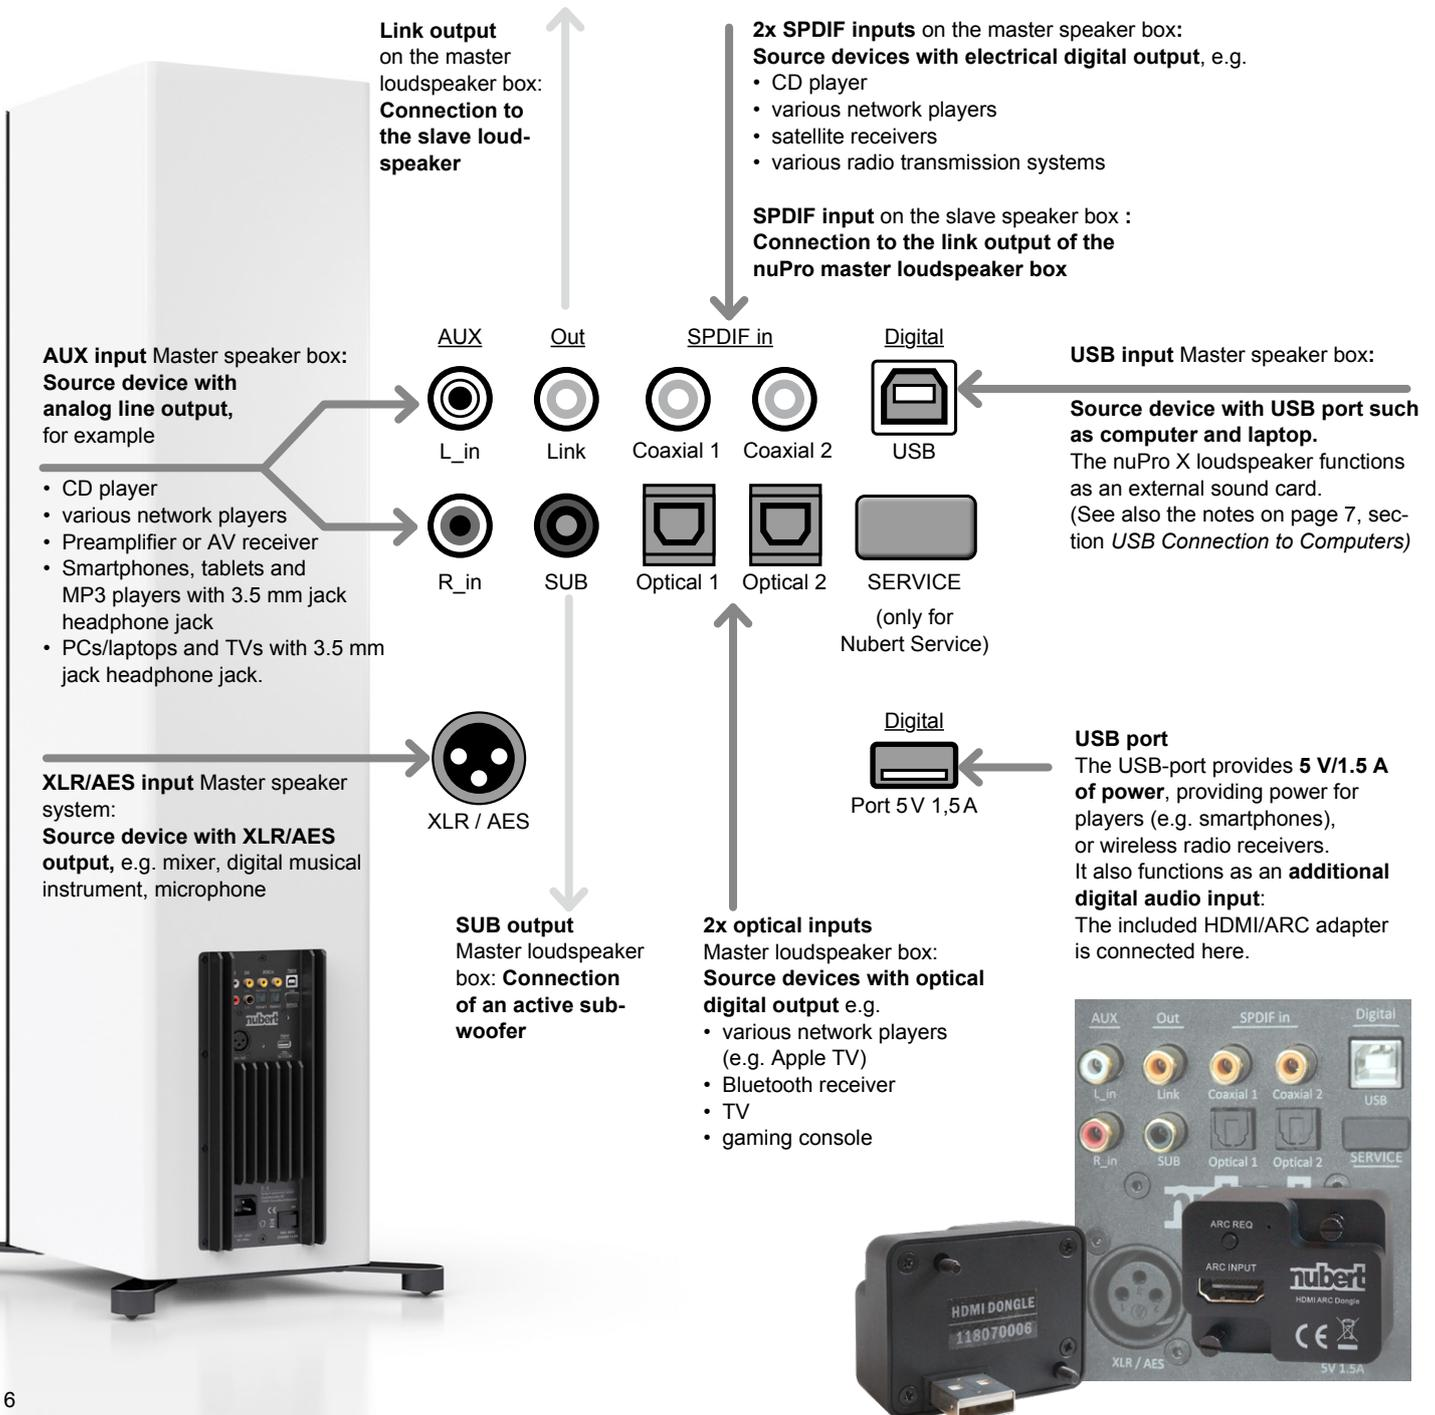 Link output
on the master
loudspeaker box:
Connection to
the slave loud-
speaker
2x SPDIF inputs on the master speaker box:
Source devices with electrical digital output, e.g.
• CD player
• various network players
• satellite receivers
• various radio transmission systems
SPDIF input on the slave speaker box :
Connection to the link output of the
nuPro master loudspeaker box
AUX input Master speaker box:
Source device with
analog line output,
for example
• CD player
• various network players
• Preamplifier or AV receiver
• Smartphones, tablets and
MP3 players with 3.5 mm jack
headphone jack
• PCs/laptops and TVs with 3.5 mm
jack headphone jack.
AUX
Out
SPDIF in
Digital
L_in
Link
Coaxial 1
Coaxial 2
USB
R_in
SUB
Optical 1
Optical 2
SERVICE
(only for
Nubert Service)
USB input Master speaker box:
Source device with USB port such
as computer and laptop.
The nuPro X loudspeaker functions
as an external sound card.
(See also the notes on page 7, sec-
tion USB Connection to Computers)
XLR/AES input Master speaker
system:
Source device with XLR/AES
output, e.g. mixer, digital musical
instrument, microphone
XLR / AES
Digital
Port 5 V 1,5 A
USB port
The USB-port provides 5 V/1.5 A
of power, providing power for
players (e.g. smartphones),
or wireless radio receivers.
It also functions as an additional
digital audio input:
The included HDMI/ARC adapter
is connected here.
SUB output
Master loudspeaker
box: Connection
of an active sub-
woofer
2x optical inputs
Master loudspeaker box:
Source devices with optical
digital output e.g.
• various network players
(e.g. Apple TV)
• Bluetooth receiver
• TV
• gaming console
nubert
AUX
Out
SPDIF in
Digital
L_in
Link
Coaxial 1
Coaxial 2
USB
R_in
SUB
Optical 1
Optical 2
SERVICE
ARC REQ
ARC INPUT
nubert
HDMI ARC Dongle
CE
HDMI DONGLE
118070006
XLR / AES
5V 1.5A
6